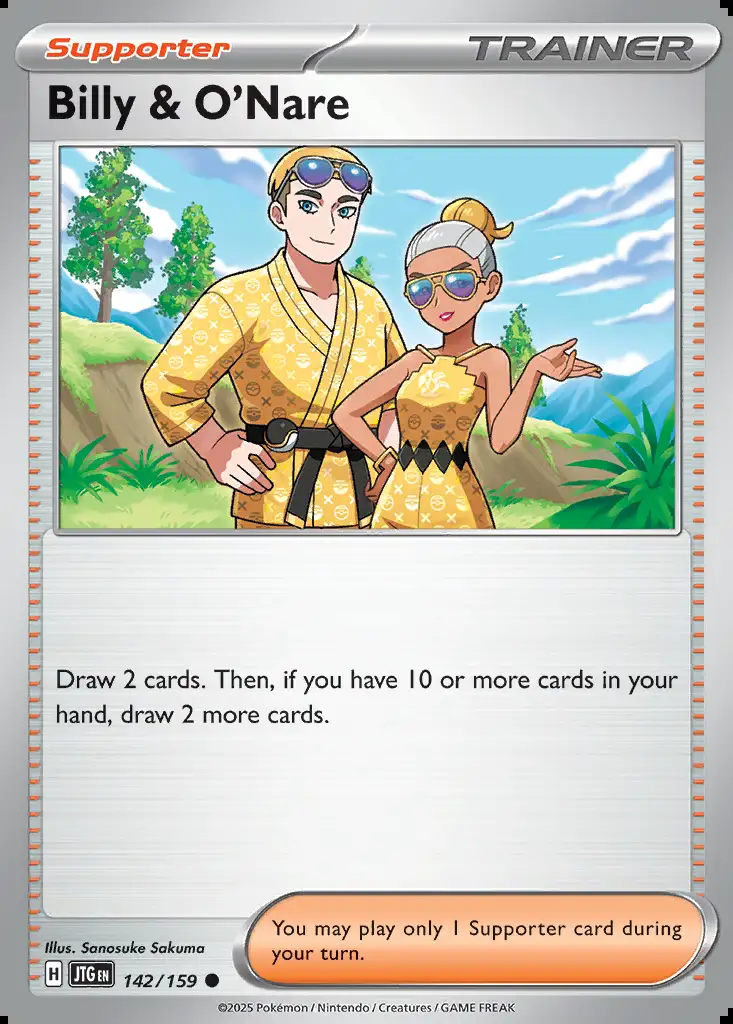 Supporter
TRAINER
Billy & O’Nare
Draw 2 cards. Then, if you have 10 or more cards in your
hand, draw 2 more cards.
You may play only 1 Supporter card during
your turn.
Illus. Sanosuke Sakuma
H JTG EN 142/159
©2025 Pokémon / Nintendo / Creatures / GAME FREAK